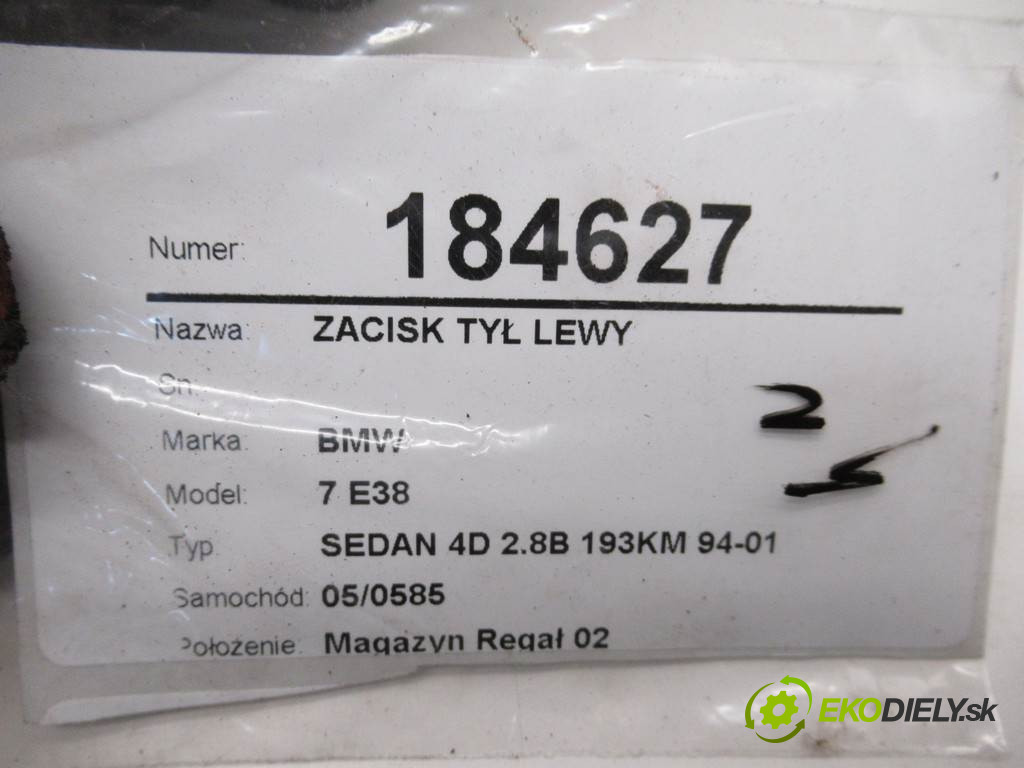 Numer: 184627
Nazwa: ZACISK TYŁ LEWY
Sn:
Marka: BMW
Model: 7 E38
Typ SEDAN 4D 2.8B 193KM 94-01
Samochód: 05/0585
Położenie: Magazyn Regał 02
2
EKODIELY.sk